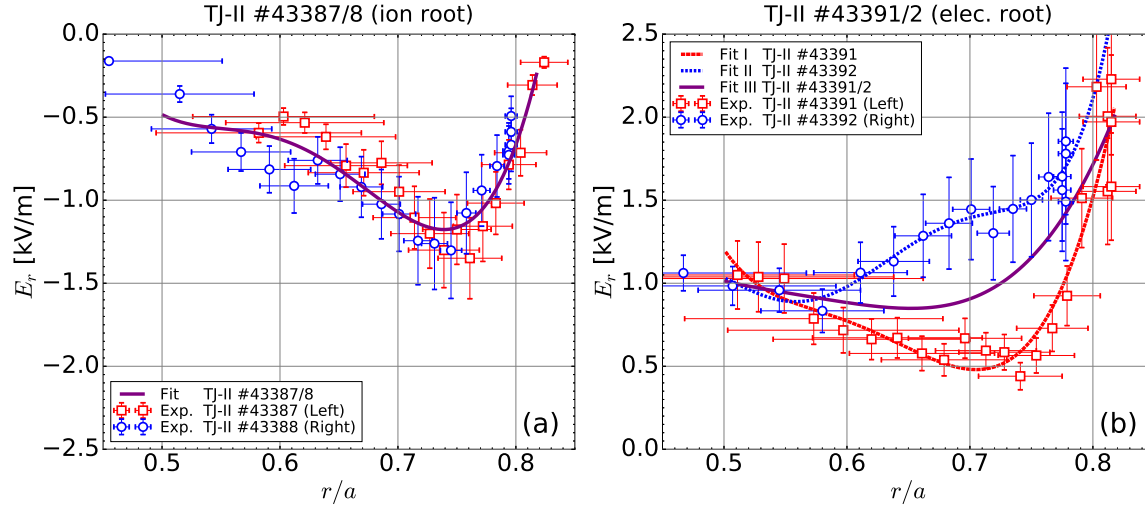 TJ-II #43387/8 (ion root)
0.0
−0.5
−1.0
−1.5
−2.0
−2.5
E_r [kV/m]
Fit TJ-II #43387/8
Exp. TJ-II #43387 (Left)
Exp. TJ-II #43388 (Right)
(a)
0.5 0.6 0.7 0.8
r/a
TJ-II #43391/2 (elec. root)
2.5
2.0
1.5
1.0
0.5
0.0
E_r [kV/m]
Fit I TJ-II #43391
Fit II TJ-II #43392
Fit III TJ-II #43391/2
Exp. TJ-II #43391 (Left)
Exp. TJ-II #43392 (Right)
(b)
0.5 0.6 0.7 0.8
r/a